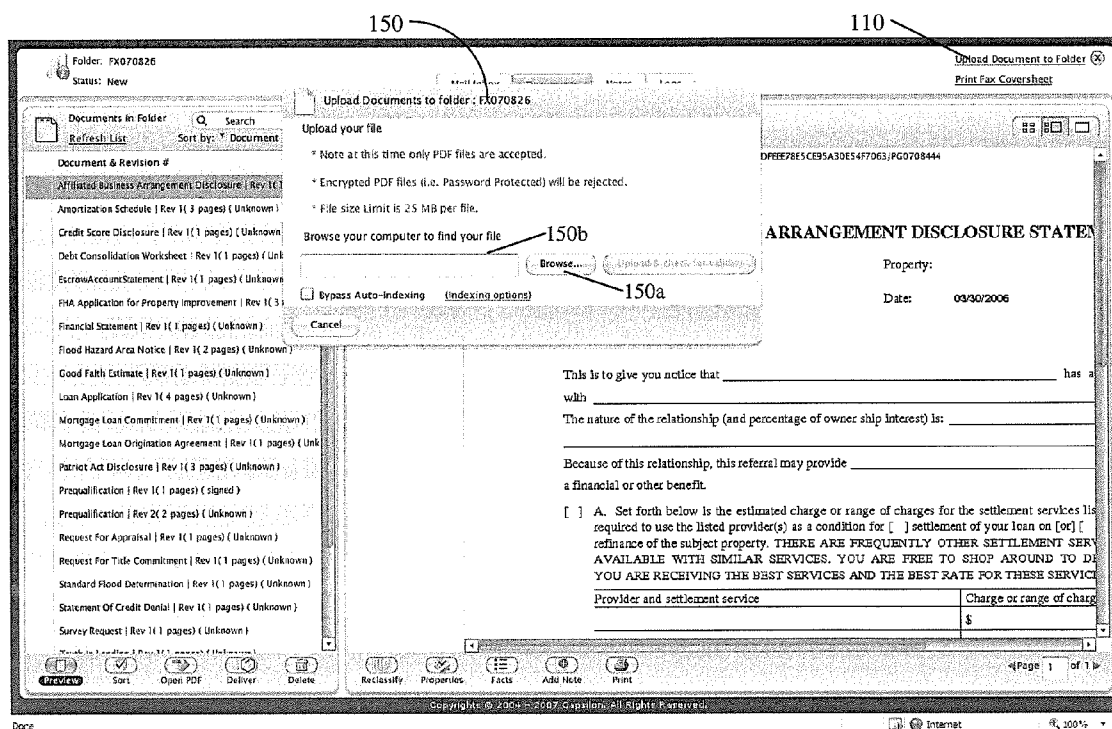 150
110
Folder: FX070826
Status: New
Upload Document to Folder
Print Fax Coversheet
Upload Documents to folder : FX070826
Upload your file
* Note at this time only PDF files are accepted.
* Encrypted PDF files (i.e. Password Protected) will be rejected.
* File size Limit is 25 MB per file.
Browse your computer to find your file
150b
Browse...
150a
Bypass Auto-Indexing (Indexing options)
Cancel
Documents in Folder
Search
Refresh List
Sort by: * Document
Document & Revision #
Affiliated Business Arrangement Disclosure | Rev 1( 1
Amortization Schedule | Rev 1( 3 pages) ( Unknown )
Credit Score Disclosure | Rev 1( 1 pages) ( Unknown )
Debt Consolidation Worksheet | Rev 1( 1 pages) ( Unk
EscrowAccountStatement | Rev 1( 1 pages) ( Unknown )
FHA Application for Property Improvement | Rev 1( 3
Financial Statement | Rev 1( 1 pages) ( Unknown )
Flood Hazard Area Notice | Rev 1( 2 pages) ( Unknown )
Good Faith Estimate | Rev 1( 1 pages) ( Unknown )
Loan Application | Rev 1( 4 pages) ( Unknown )
Mortgage Loan Commitment | Rev 1( 1 pages) ( Unknown )
Mortgage Loan Origination Agreement | Rev 1( 1 pages) ( Unk
Patriot Act Disclosure | Rev 1( 3 pages) ( Unknown )
Prequalification | Rev 1( 1 pages) ( signed )
Prequalification | Rev 2( 2 pages) ( Unknown )
Request For Appraisal | Rev 1( 1 pages) ( Unknown )
Request For Title Commitment | Rev 1( 1 pages) ( Unknown )
Standard Flood Determination | Rev 1( 1 pages) ( Unknown )
Statement Of Credit Denial | Rev 1( 1 pages) ( Unknown )
Survey Request | Rev 1( 1 pages) ( Unknown )
Preview Sort Open PDF Deliver Delete
ARRANGEMENT DISCLOSURE STATEM
Property:
Date: 03/30/2006
This is to give you notice that has a
with
The nature of the relationship (and percentage of owner ship interest) is:
Because of this relationship, this referral may provide
a financial or other benefit.
[ ] A. Set forth below is the estimated charge or range of charges for the settlement services lis
required to use the listed provider(s) as a condition for [ ] settlement of your loan on [or] [
refinance of the subject property. THERE ARE FREQUENTLY OTHER SETTLEMENT SERV
AVAILABLE WITH SIMILAR SERVICES. YOU ARE FREE TO SHOP AROUND TO DE
YOU ARE RECEIVING THE BEST SERVICES AND THE BEST RATE FOR THESE SERVICE
Provider and settlement service Charge or range of charg
$
Reclassify Properties Facts Add Note Print
Page 1 of 1
Copyrights © 2004 - 2007 Capsilon. All Rights Reserved.
Done
Internet
100%